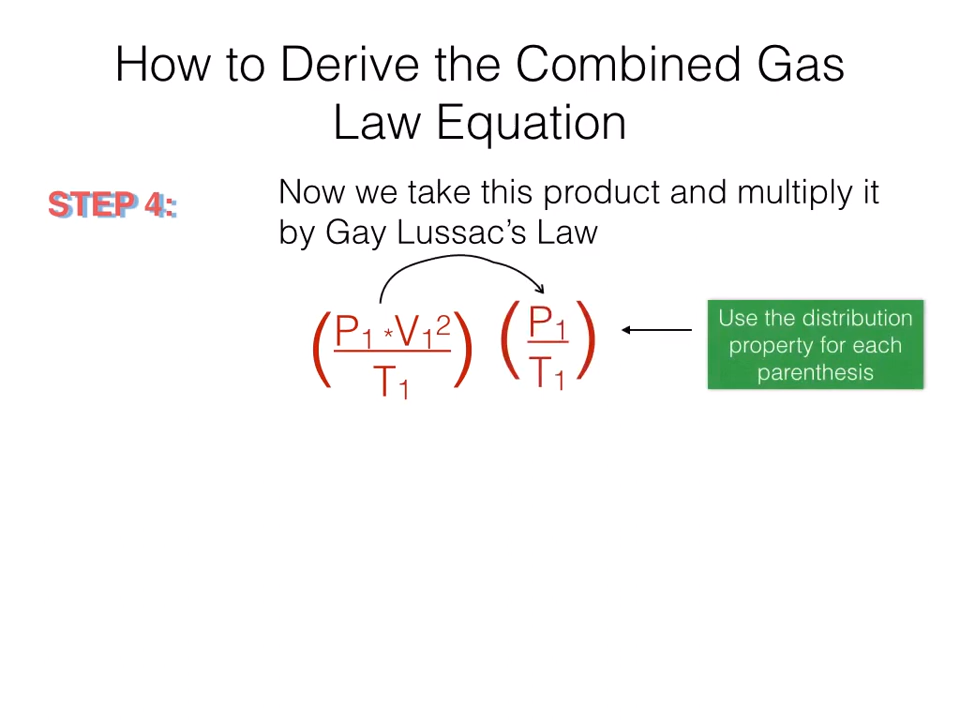 How to Derive the Combined Gas
Law Equation
STEP 4:
Now we take this product and multiply it
by Gay Lussac’s Law
(P₁ * V₁²) (P₁)
T₁ T₁
Use the distribution
property for each
parenthesis